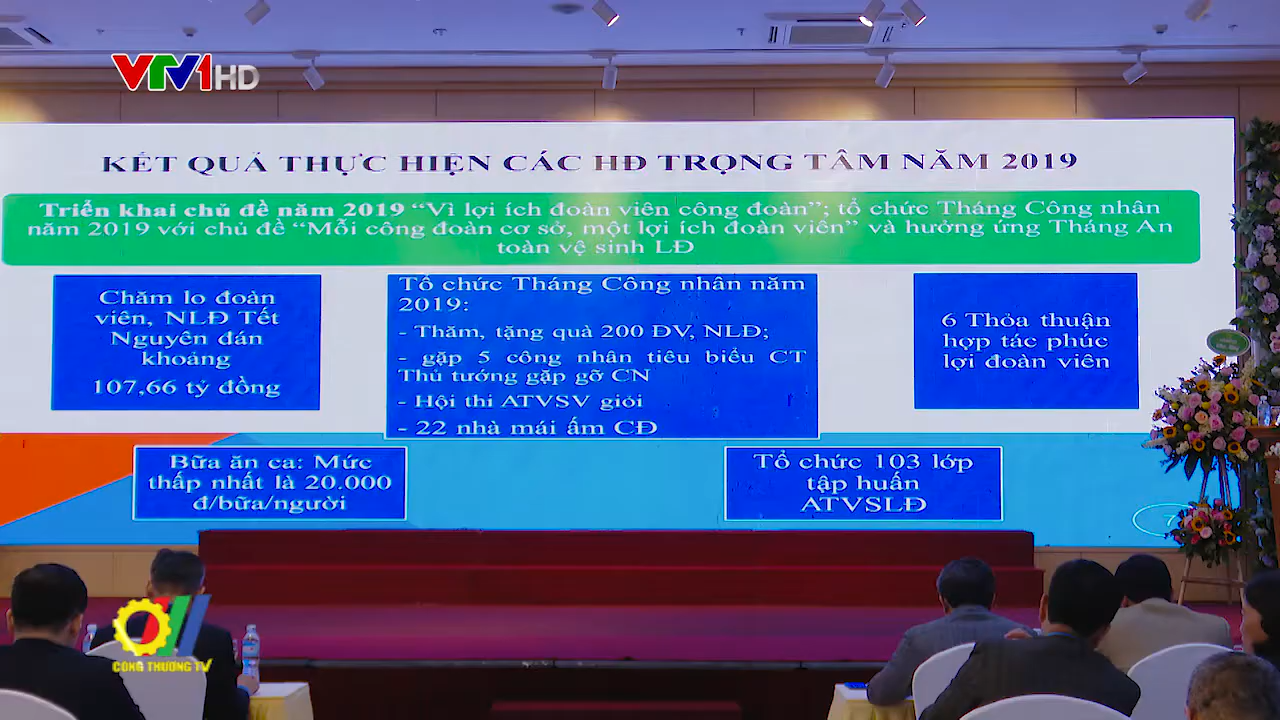 VTV1 HD
KẾT QUẢ THỰC HIỆN CÁC HĐ TRỌNG TÂM NĂM 2019
Triển khai chủ đề năm 2019 “Vì lợi ích đoàn viên công đoàn”; tổ chức Tháng Công nhân
năm 2019 với chủ đề “Mỗi công đoàn cơ sở, một lợi ích đoàn viên” và hưởng ứng Tháng An
toàn vệ sinh LĐ
Chăm lo đoàn
viên, NLĐ Tết
Nguyên đán
khoảng
107,66 tỷ đồng
Tổ chức Tháng Công nhân năm
2019:
- Thăm, tặng quà 200 ĐV, NLĐ;
- gặp 5 công nhân tiêu biểu CT
Thủ tướng gặp gỡ CN
- Hội thi ATVSV giỏi
- 22 nhà mái ấm CĐ
6 Thỏa thuận
hợp tác phúc
lợi đoàn viên
Bữa ăn ca: Mức
thấp nhất là 20.000
đ/bữa/người
Tổ chức 103 lớp
tập huấn
ATVSLĐ
7
CÔNG THƯƠNG TV